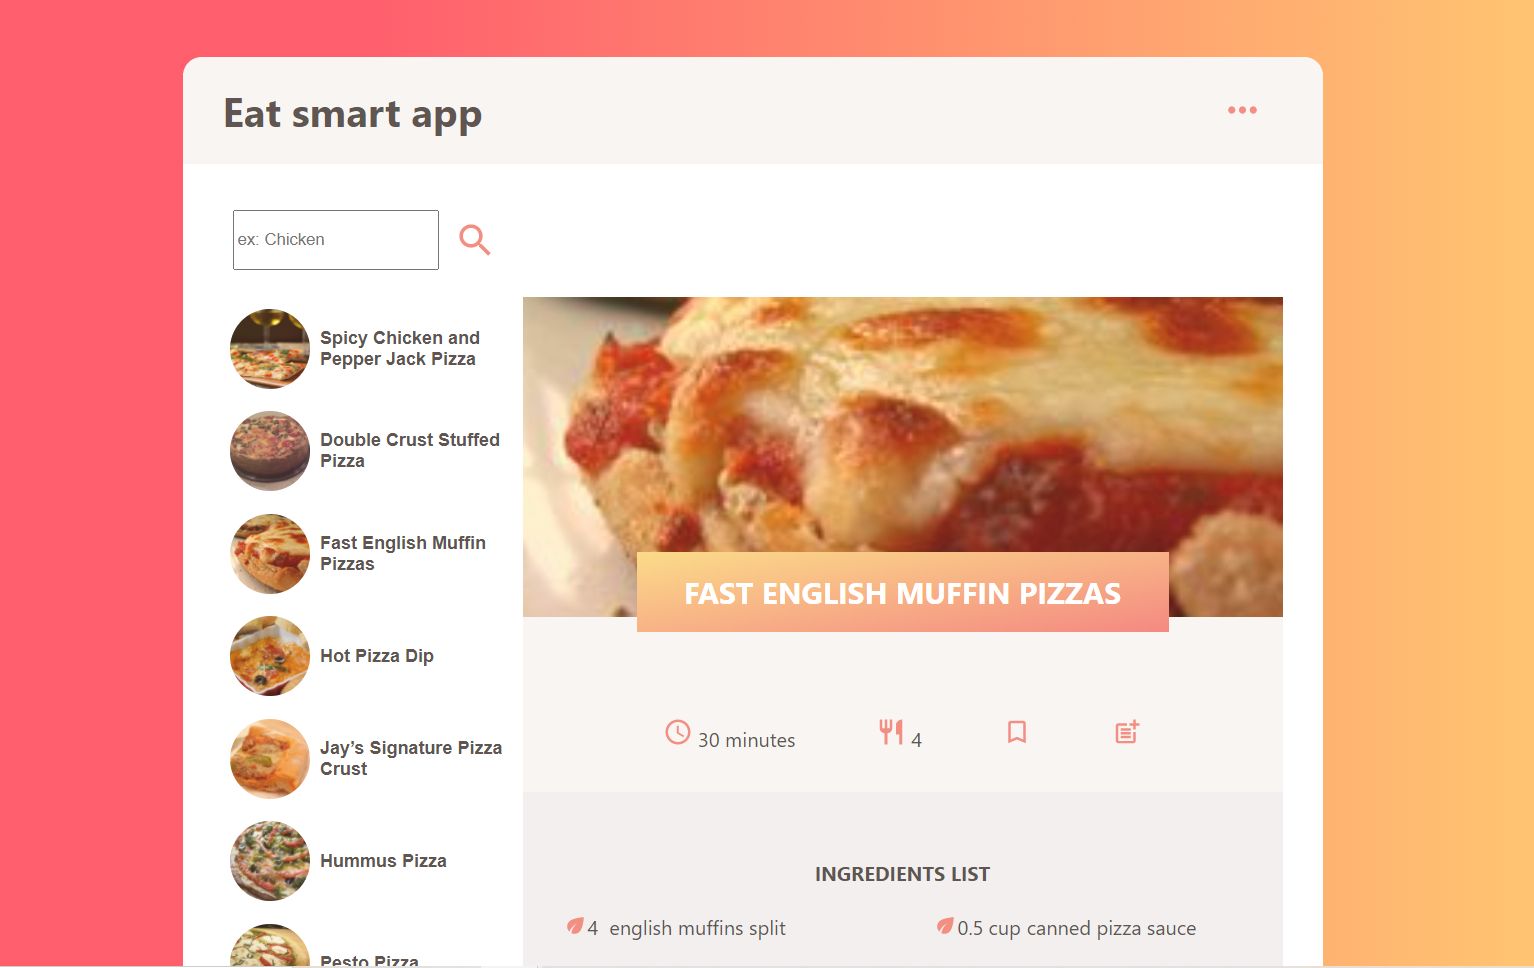 Eat smart app
ex: Chicken
Spicy Chicken and
Pepper Jack Pizza
Double Crust Stuffed
Pizza
Fast English Muffin
Pizzas
Hot Pizza Dip
Jay’s Signature Pizza
Crust
Hummus Pizza
Pesto Pizza
FAST ENGLISH MUFFIN PIZZAS
30 minutes
4
INGREDIENTS LIST
4 english muffins split
0.5 cup canned pizza sauce